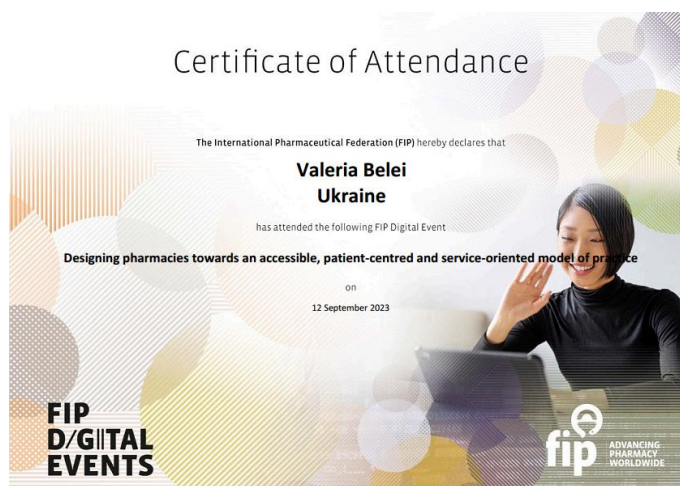 Certificate of Attendance
The International Pharmaceutical Federation (FIP) hereby declares that
Valeria Belei
Ukraine
has attended the following FIP Digital Event
Designing pharmacies towards an accessible, patient-centred and service-oriented model of practice
on
12 September 2023
FIP
D/GIITAL
EVENTS
fip
ADVANCING
PHARMACY
WORLDWIDE